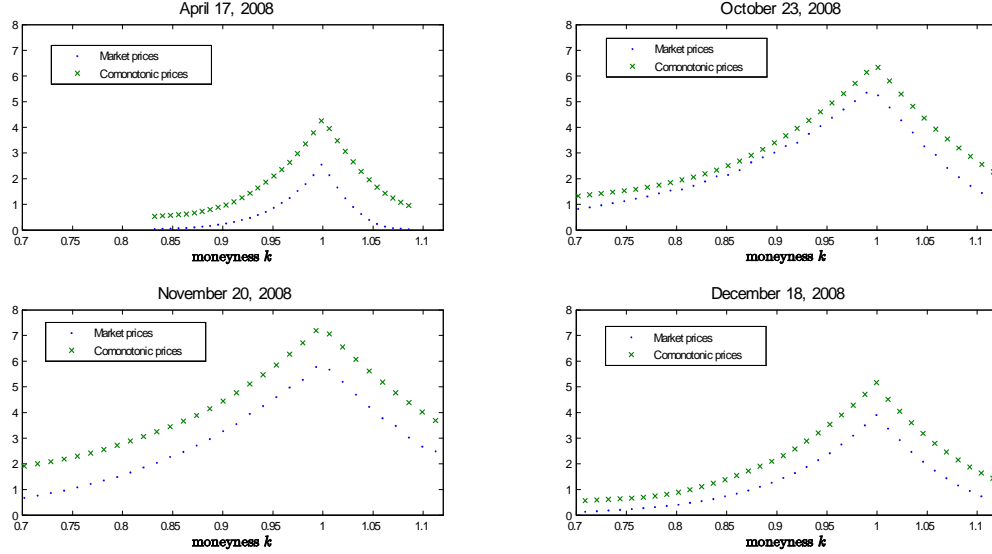 April 17, 2008
8
7
6
5
4
3
2
1
0
Market prices
Comonotonic prices
0.7 0.75 0.8 0.85 0.9 0.95 1 1.05 1.1
moneyness k
October 23, 2008
8
7
6
5
4
3
2
1
0
Market prices
Comonotonic prices
0.7 0.75 0.8 0.85 0.9 0.95 1 1.05 1.1
moneyness k
November 20, 2008
8
7
6
5
4
3
2
1
0
Market prices
Comonotonic prices
0.7 0.75 0.8 0.85 0.9 0.95 1 1.05 1.1
moneyness k
December 18, 2008
8
7
6
5
4
3
2
1
0
Market prices
Comonotonic prices
0.7 0.75 0.8 0.85 0.9 0.95 1 1.05 1.1
moneyness k